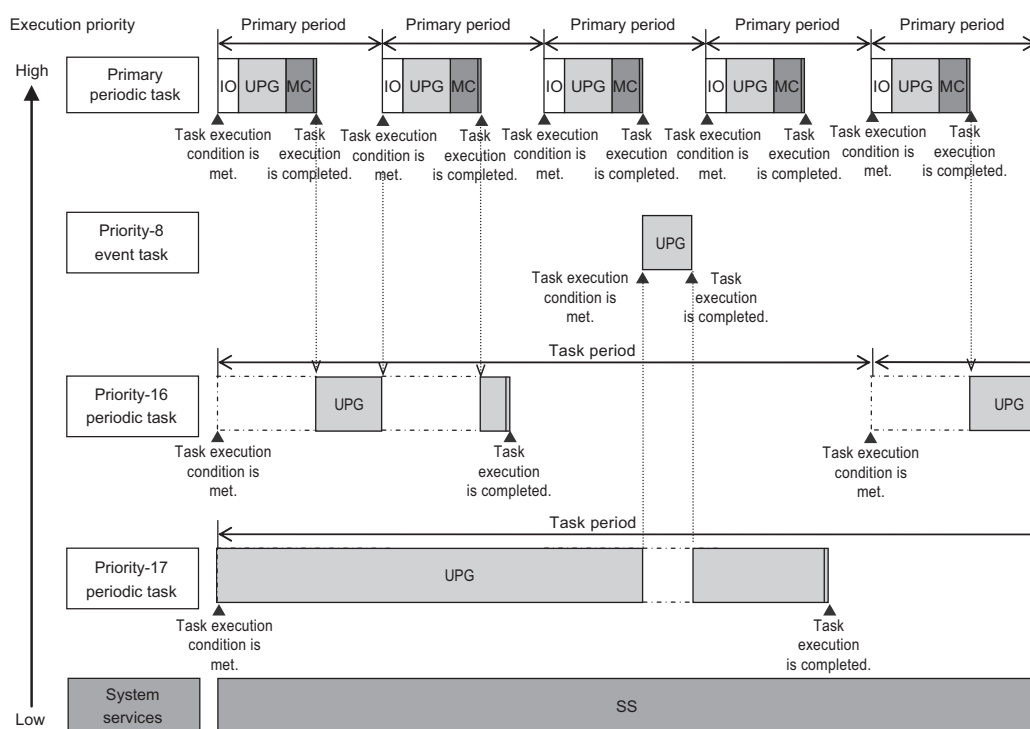 Execution priority
Primary period
Primary period
Primary period
Primary period
Primary period
High
Primary
periodic task
IO
UPG
MC
IO
UPG
MC
IO
UPG
MC
IO
UPG
MC
IO
UPG
MC
Task execution
condition is
met.
Task
execution
is completed.
Task execution
condition is
met.
Task
execution
is completed.
Task execution
condition is
met.
Task
execution
is completed.
Task execution
condition is
met.
Task
execution
is completed.
Task execution
condition is
met.
Task
execution
is completed.
Priority-8
event task
UPG
Task execution
condition is
met.
Task
execution
is completed.
Task period
Priority-16
periodic task
UPG
UPG
Task execution
condition is
met.
Task
execution
is completed.
Task execution
condition is
met.
Task period
Priority-17
periodic task
UPG
Task execution
condition is
met.
Task
execution
is completed.
System
services
SS
Low